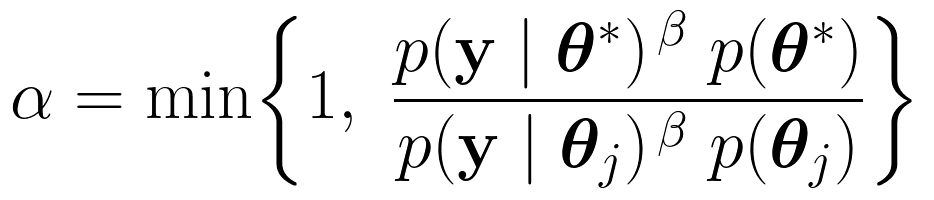 α = min{1, p(y | θ*)^β p(θ*) / p(y | θ_j)^β p(θ_j)}